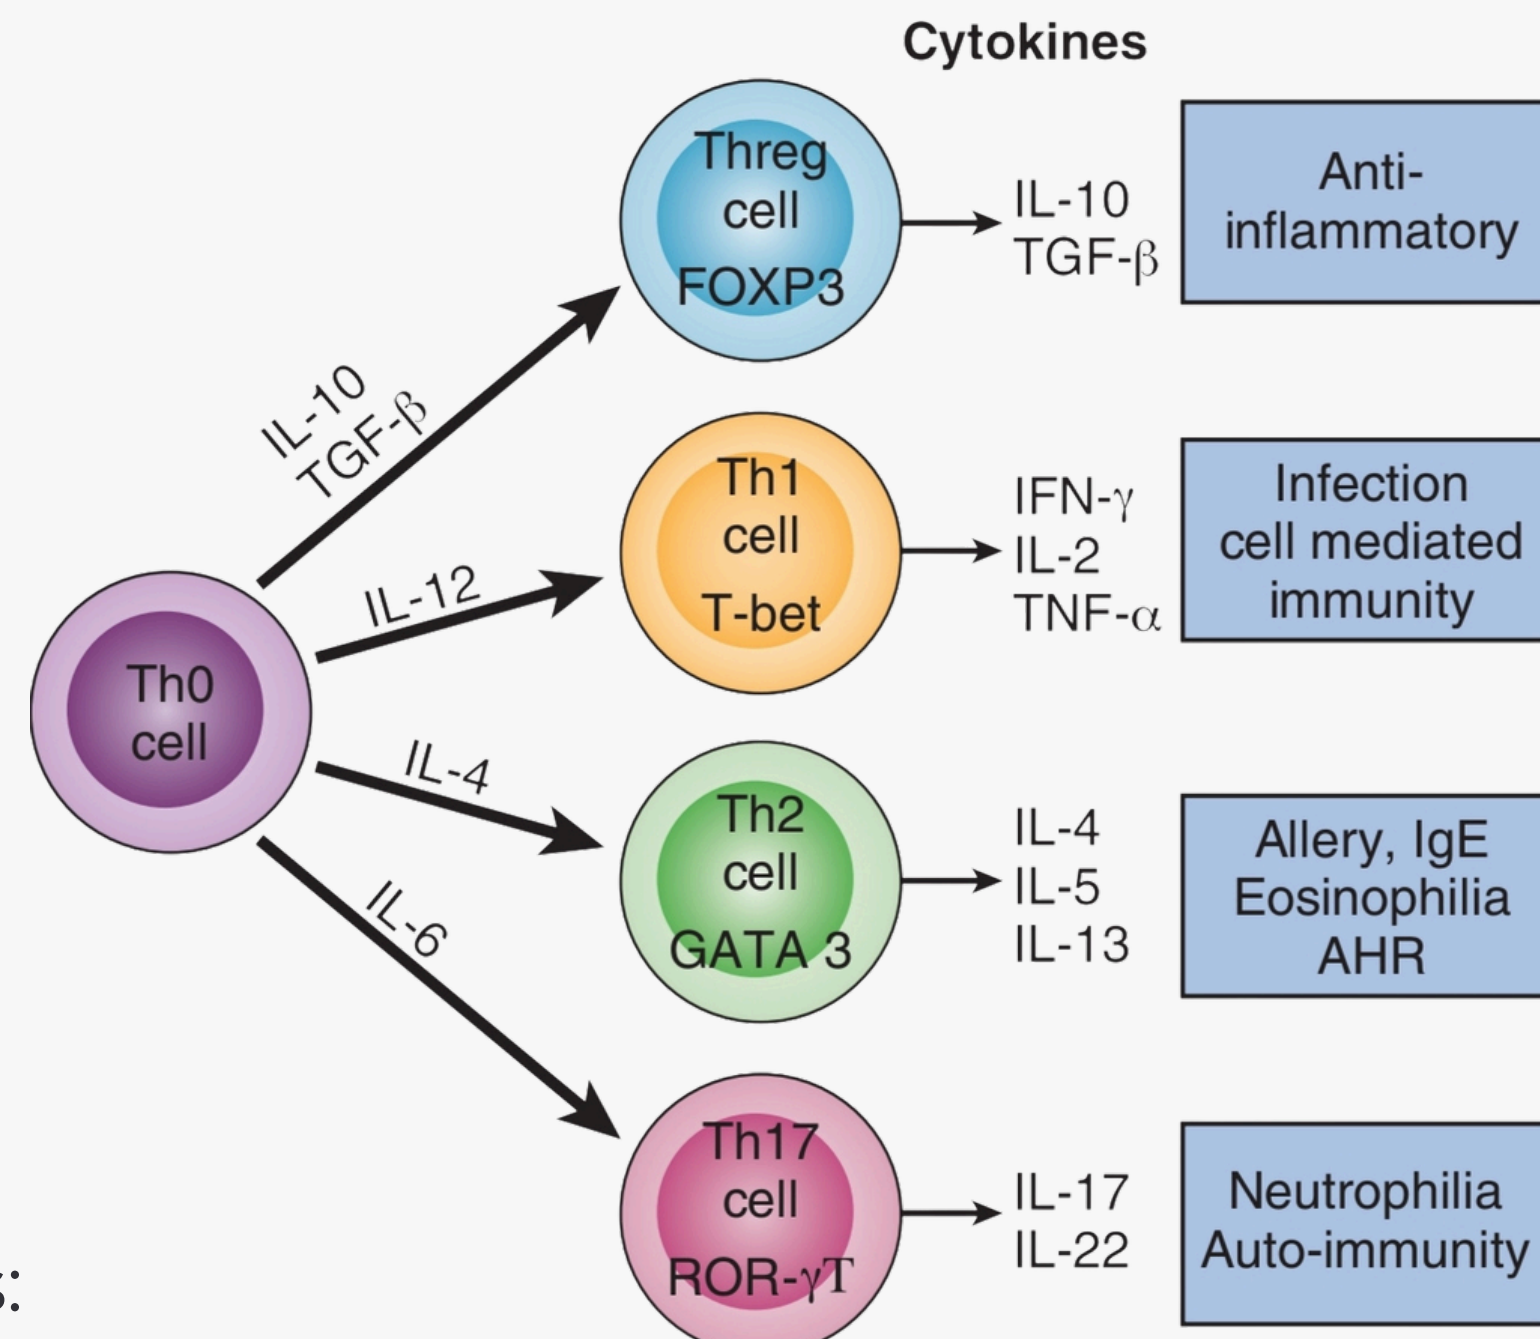 Cytokines
Threg
cell
FOXP3
IL-10
TGF-β
Anti-
inflammatory
IL-10
TGF-β
Th1
cell
T-bet
IFN-γ
IL-2
TNF-α
Infection
cell mediated
immunity
IL-12
Th0
cell
IL-4
Th2
cell
GATA 3
IL-4
IL-5
IL-13
Allery, IgE
Eosinophilia
AHR
IL-6
Th17
cell
ROR-γT
IL-17
IL-22
Neutrophilia
Auto-immunity
s: